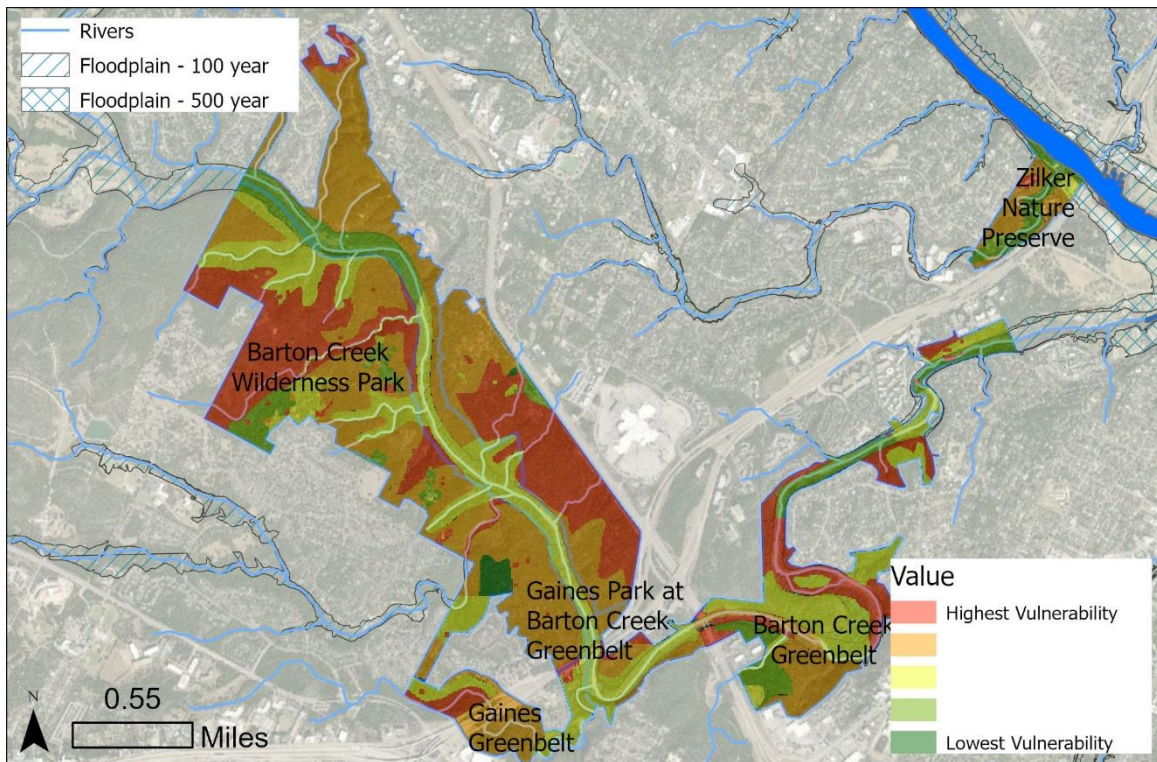 Rivers
Floodplain - 100 year
Floodplain - 500 year
Zilker
Nature
Preserve
Barton Creek
Wilderness Park
Gaines Park at
Barton Creek
Greenbelt
Barton Creek
Greenbelt
Gaines
Greenbelt
Value
Highest Vulnerability
Lowest Vulnerability
N
0.55
Miles